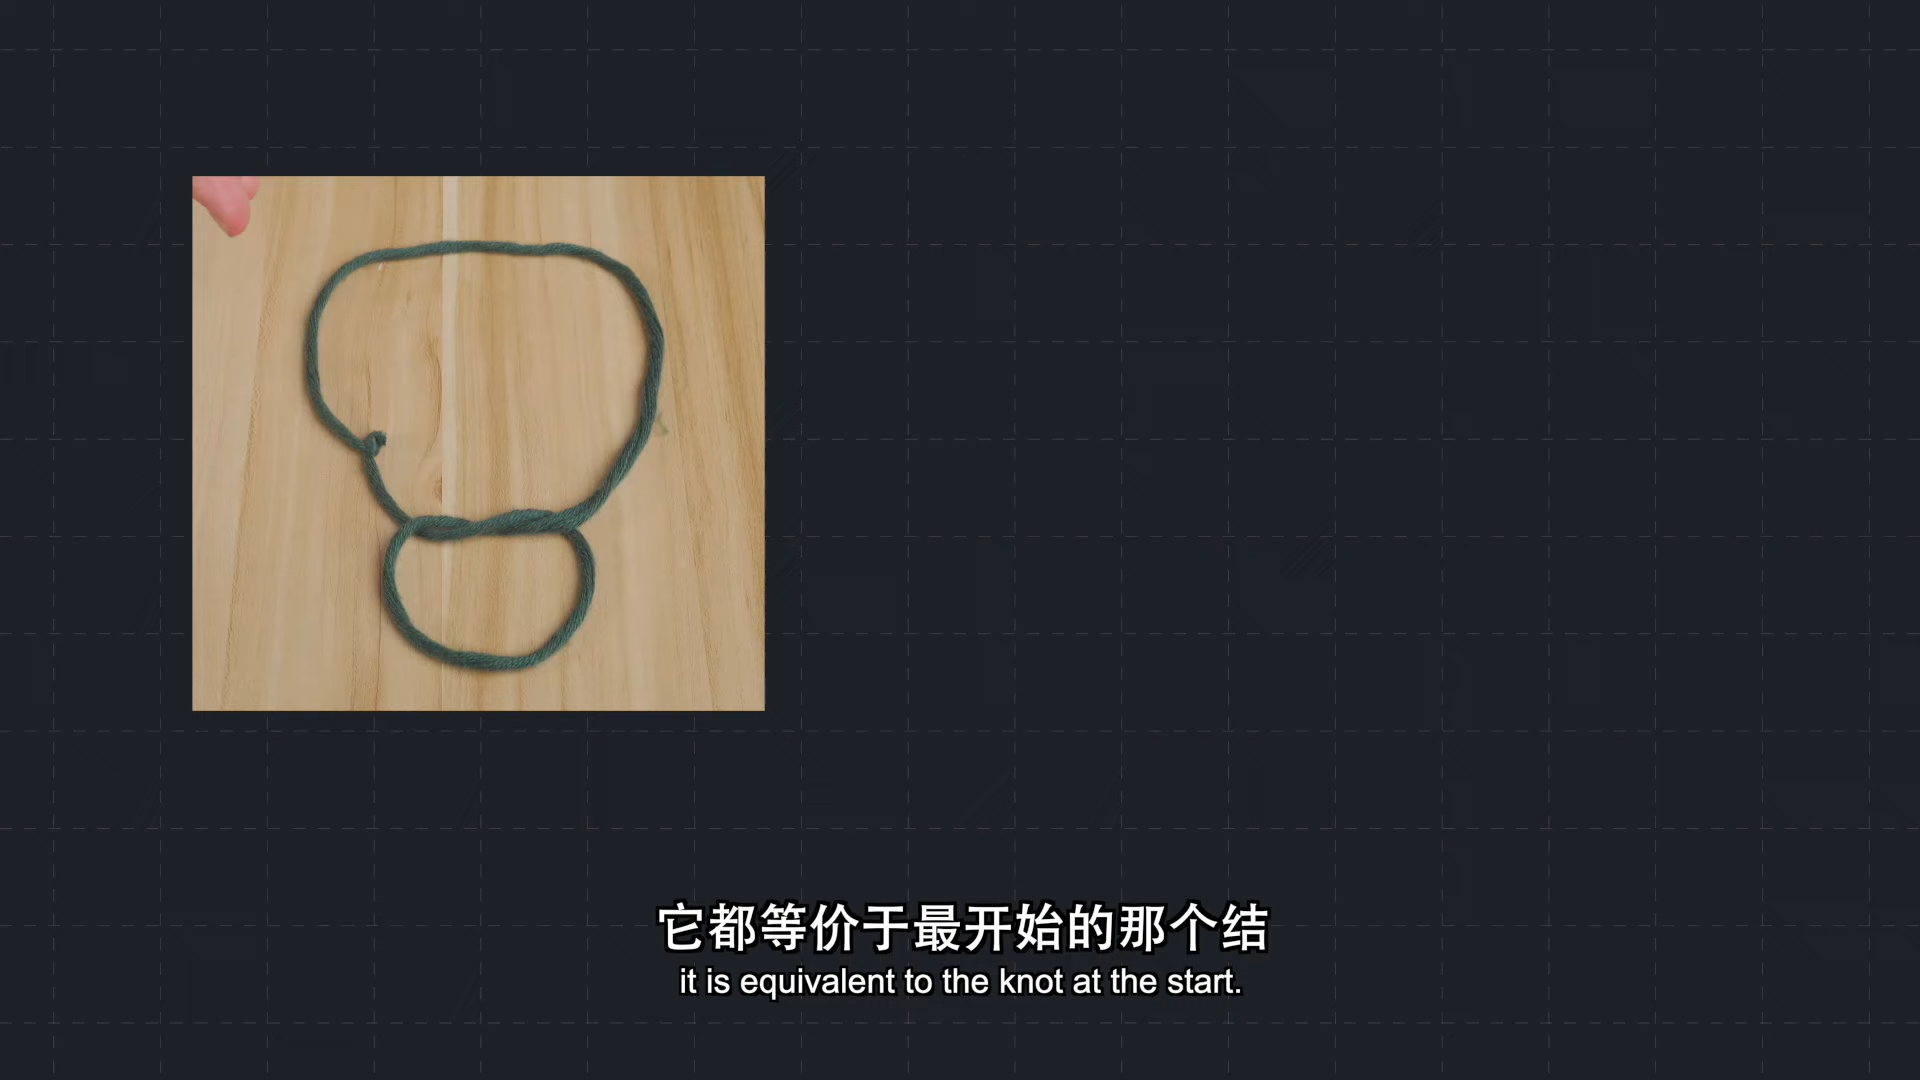 它都等价于最开始的那个结
it is equivalent to the knot at the start.